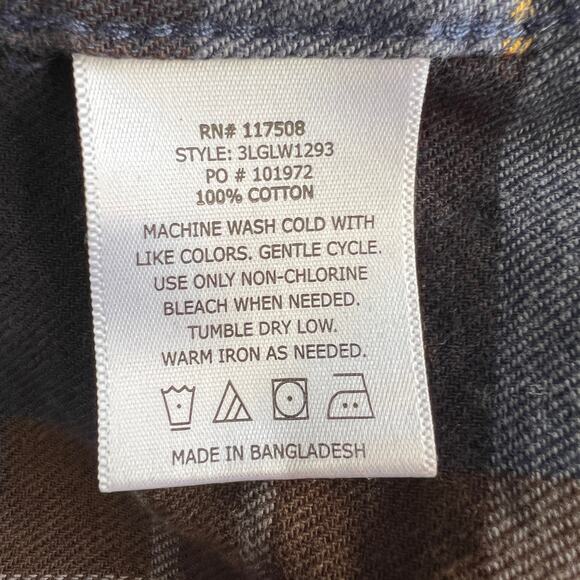 RN# 117508
STYLE: 3LGLW1293
PO # 101972
100% COTTON
MACHINE WASH COLD WITH
LIKE COLORS. GENTLE CYCLE.
USE ONLY NON-CHLORINE
BLEACH WHEN NEEDED.
TUMBLE DRY LOW.
WARM IRON AS NEEDED.
MADE IN BANGLADESH